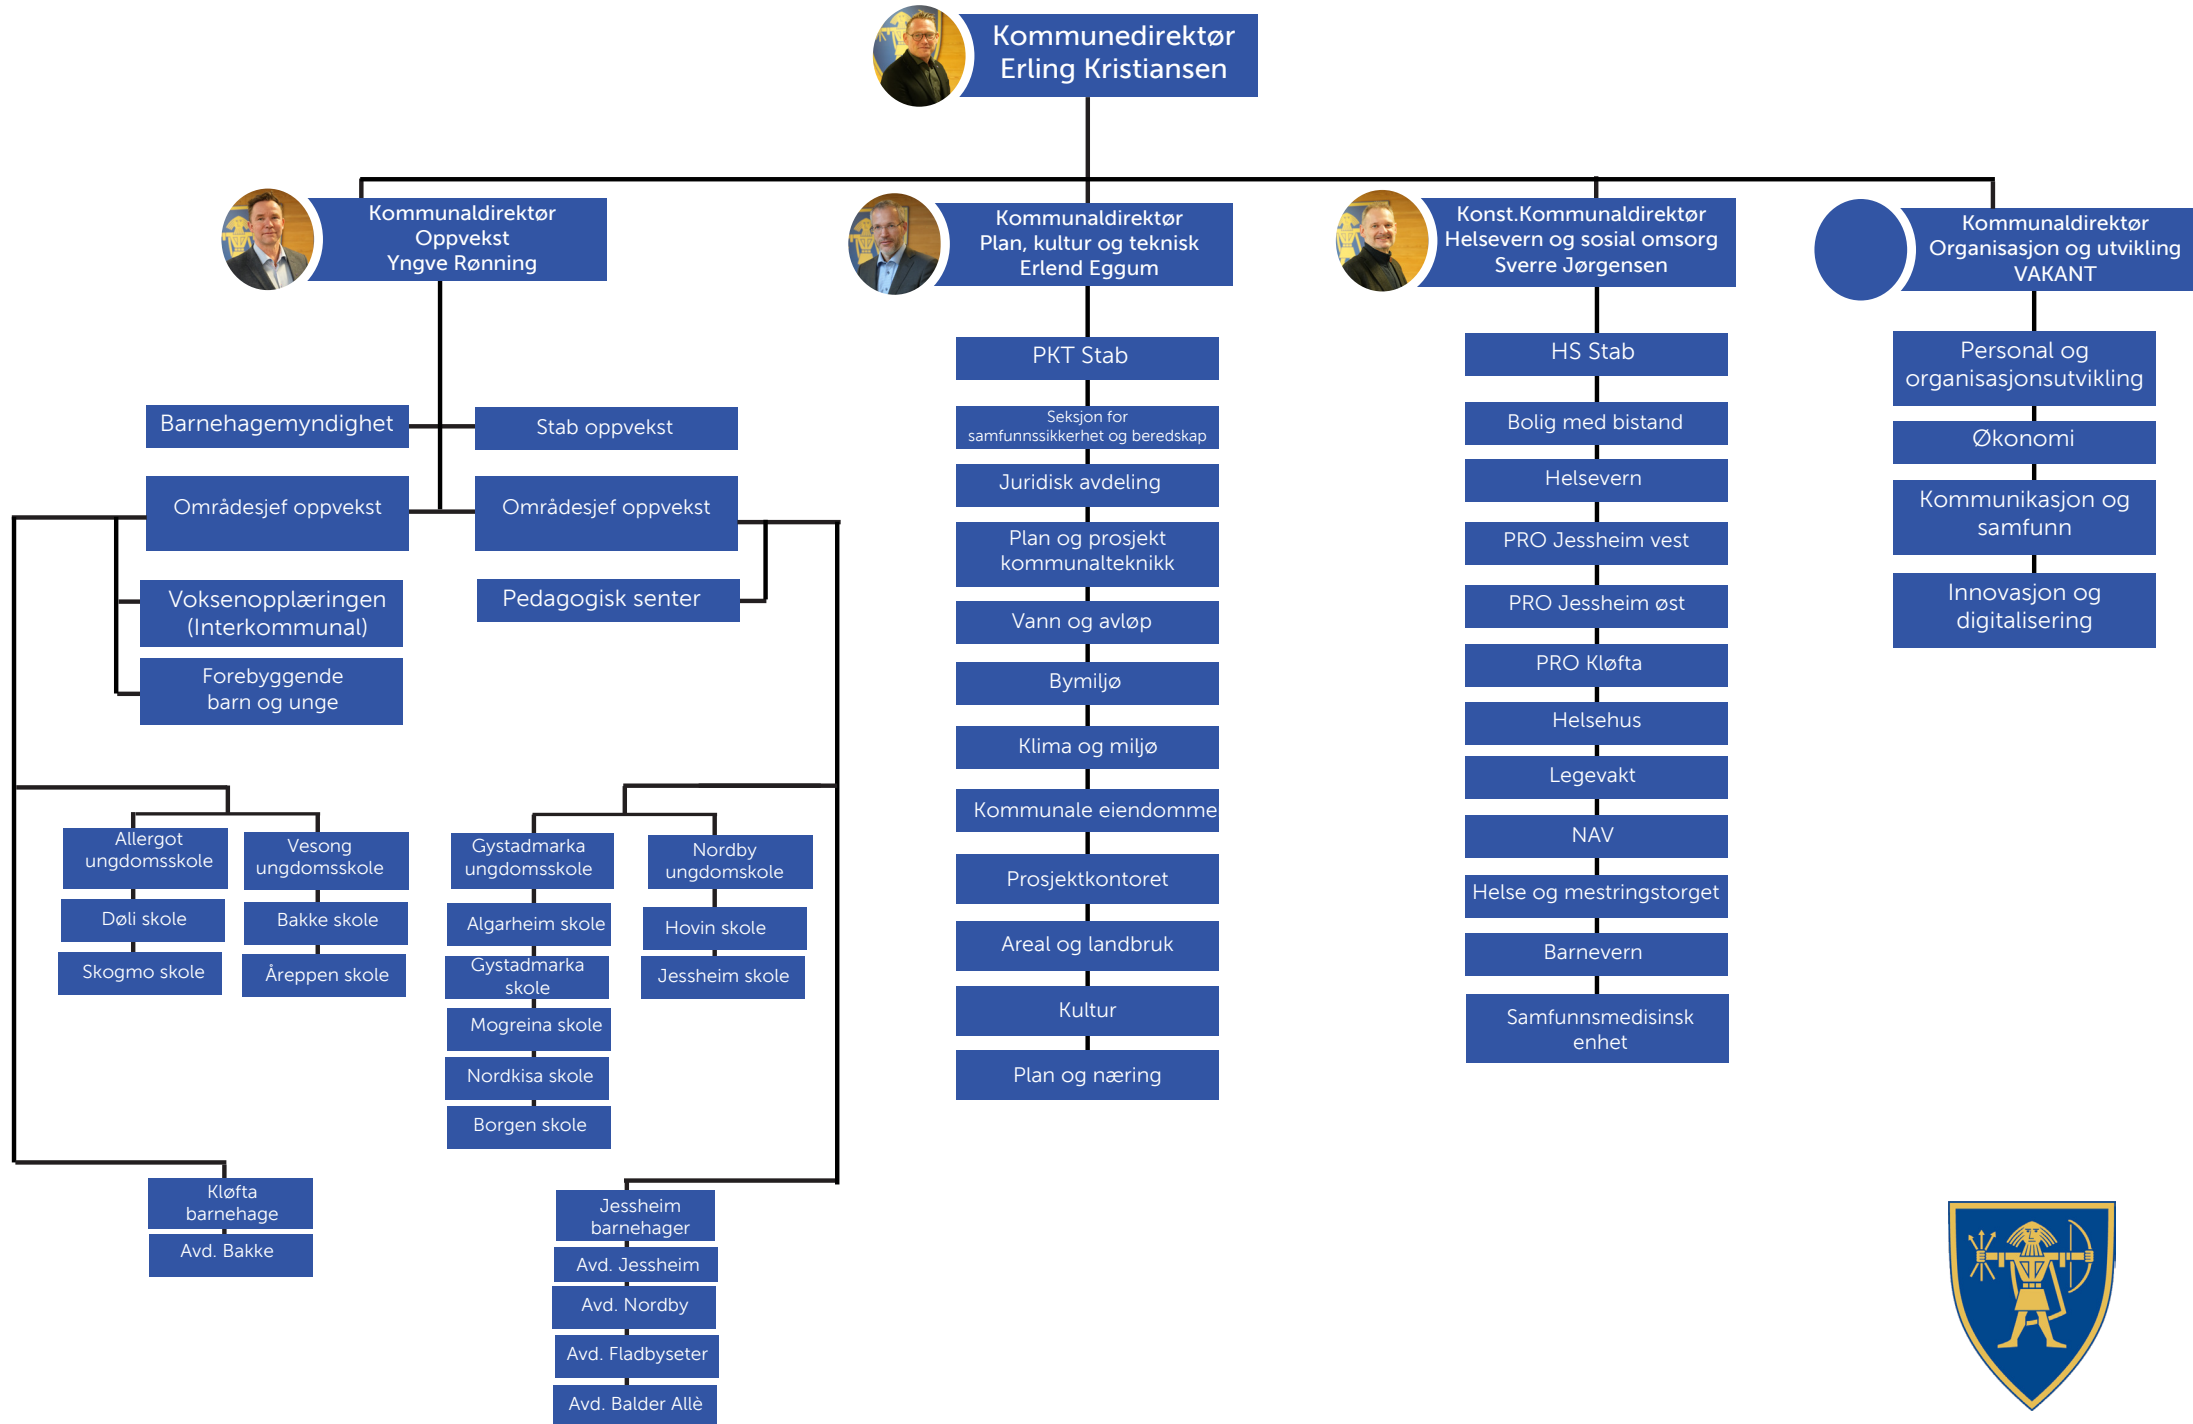 Kommunedirektør
Erling Kristiansen
Kommunaldirektør
Oppvekst
Yngve Rønning
Kommunaldirektør
Plan, kultur og teknisk
Erlend Eggum
Konst.Kommunaldirektør
Helsevern og sosial omsorg
Sverre Jørgensen
Kommunaldirektør
Organisasjon og utvikling
VAKANT
Barnehagemyndighet
Stab oppvekst
Områdesjef oppvekst
Områdesjef oppvekst
Voksenopplæringen
(Interkommunal)
Forebyggende
barn og unge
Pedagogisk senter
Allergot
ungdomsskole
Døli skole
Skogmo skole
Vesong
ungdomsskole
Bakke skole
Åreppen skole
Gystadmarka
ungdomsskole
Algarheim skole
Gystadmarka
skole
Mogreina skole
Nordkisa skole
Borgen skole
Nordby
ungdomskole
Hovin skole
Jessheim skole
Kløfta
barnehage
Avd. Bakke
Jessheim
barnehager
Avd. Jessheim
Avd. Nordby
Avd. Fladbyseter
Avd. Balder Allè
PKT Stab
Seksjon for
samfunnssikkerhet og beredskap
Juridisk avdeling
Plan og prosjekt
kommunalteknikk
Vann og avløp
Bymiljø
Klima og miljø
Kommunale eiendomme
Prosjektkontoret
Areal og landbruk
Kultur
Plan og næring
HS Stab
Bolig med bistand
Helsevern
PRO Jessheim vest
PRO Jessheim øst
PRO Kløfta
Helsehus
Legevakt
NAV
Helse og mestringstorget
Barnevern
Samfunnsmedisinsk
enhet
Personal og
organisasjonsutvikling
Økonomi
Kommunikasjon og
samfunn
Innovasjon og
digitalisering